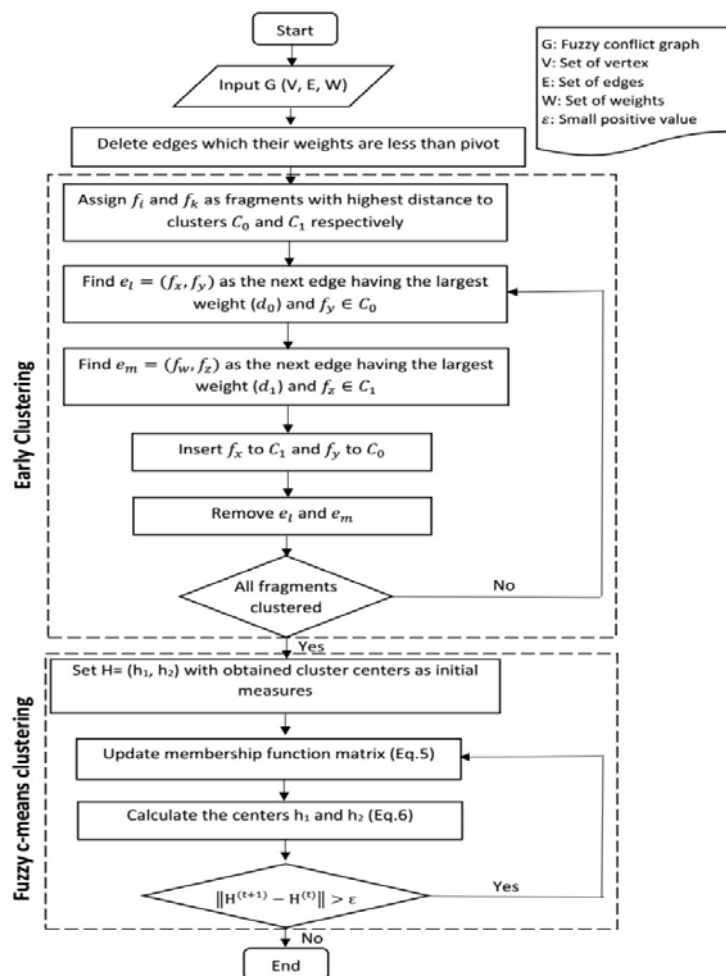 Start
G: Fuzzy conflict graph
V: Set of vertex
E: Set of edges
W: Set of weights
ε: Small positive value
Input G (V, E, W)
Delete edges which their weights are less than pivot
Early Clustering
Assign f_i and f_k as fragments with highest distance to
clusters C_0 and C_1 respectively
Find e_l = (f_x, f_y) as the next edge having the largest
weight (d_0) and f_y ∈ C_0
Find e_m = (f_w, f_z) as the next edge having the largest
weight (d_1) and f_z ∈ C_1
Insert f_x to C_1 and f_y to C_0
Remove e_l and e_m
All fragments
clustered
No
Yes
Fuzzy c-means clustering
Set H= (h_1, h_2) with obtained cluster centers as initial
measures
Update membership function matrix (Eq.5)
Calculate the centers h_1 and h_2 (Eq.6)
‖H^(t+1) − H^(t)‖ > ε
Yes
No
End